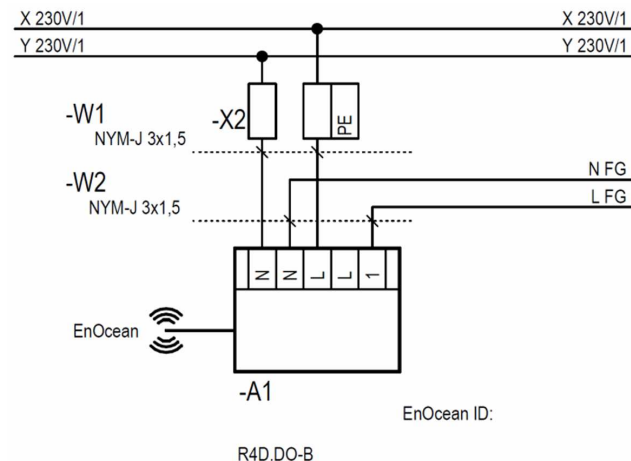 X 230V/1 X 230V/1
Y 230V/1 Y 230V/1
-W1 -X2 PE
NYM-J 3x1,5
N FG
-W2
L FG
NYM-J 3x1,5
N N L L 1
EnOcean
-A1
EnOcean ID:
R4D.DO-B